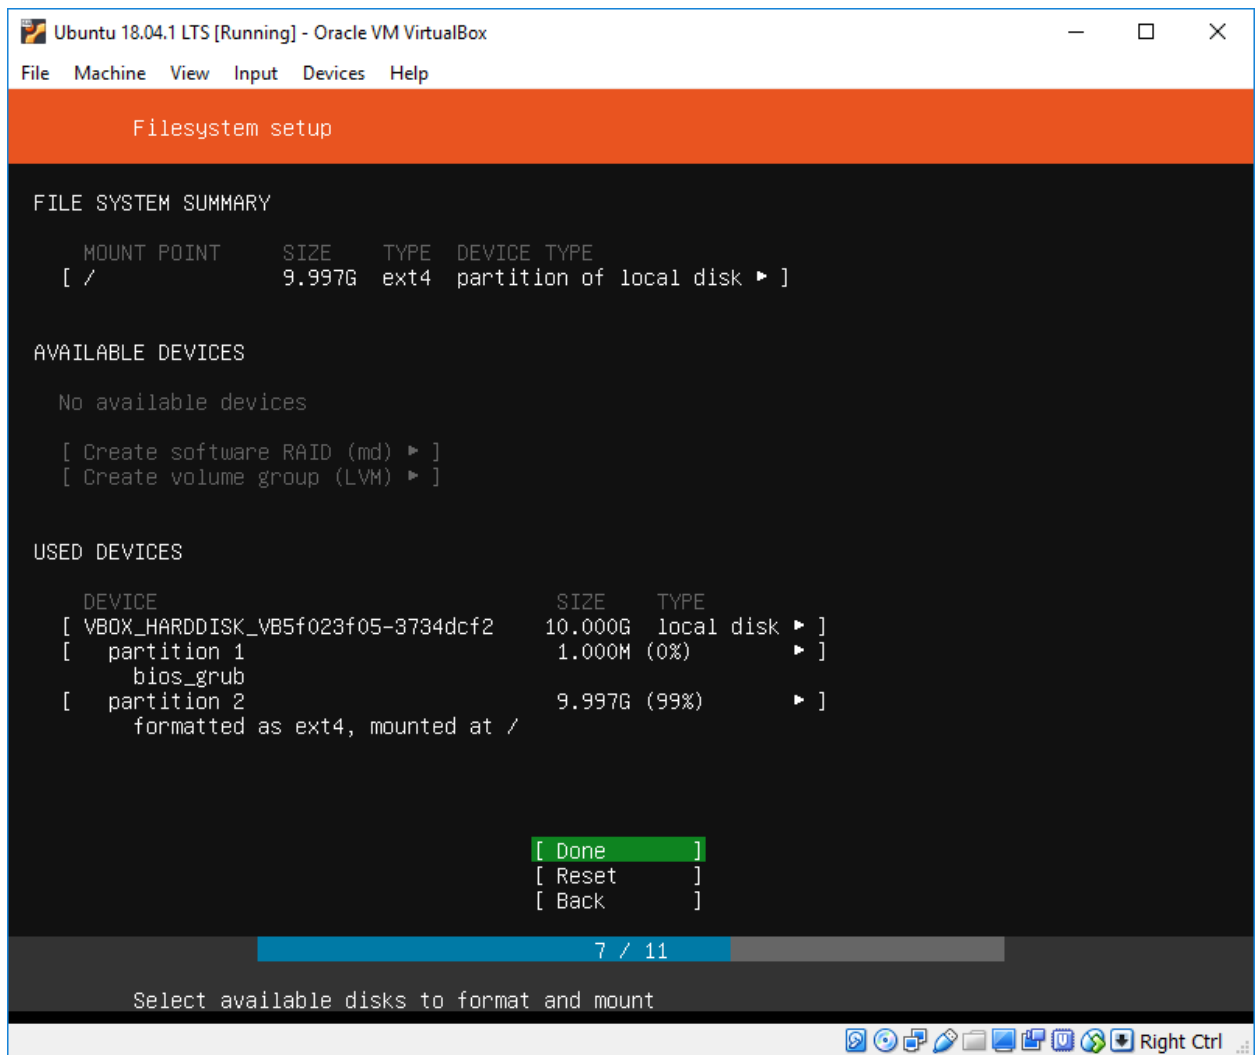 Ubuntu 18.04.1 LTS [Running] - Oracle VM VirtualBox
File Machine View Input Devices Help
Filesystem setup
FILE SYSTEM SUMMARY
MOUNT POINT SIZE TYPE DEVICE TYPE
[ / 9.997G ext4 partition of local disk ▸ ]
AVAILABLE DEVICES
No available devices
[ Create software RAID (md) ▸ ]
[ Create volume group (LVM) ▸ ]
USED DEVICES
DEVICE SIZE TYPE
[ VBOX_HARDDISK_VB5f023f05-3734dcf2 10.000G local disk ▸ ]
[ partition 1 1.000M (0%) ▸ ]
bios_grub
[ partition 2 9.997G (99%) ▸ ]
formatted as ext4, mounted at /
[ Done ]
[ Reset ]
[ Back ]
7 / 11
Select available disks to format and mount
Right Ctrl